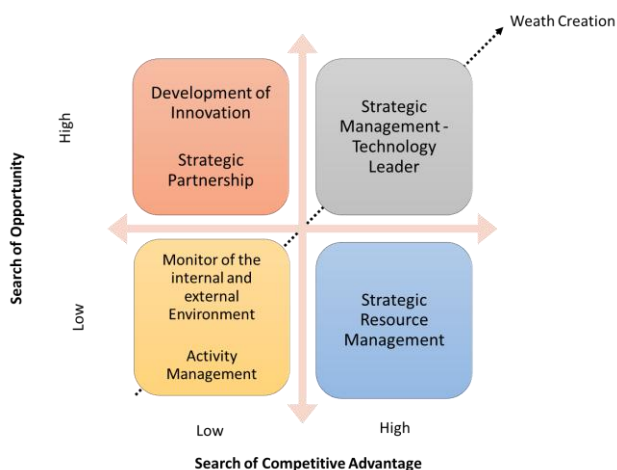 Weath Creation
Development of
Innovation
Strategic
Partnership
Strategic
Management -
Technology
Leader
High
Search of Opportunity
Monitor of the
internal and
external
Environment
Activity
Management
Strategic
Resource
Management
Low
Low
High
Search of Competitive Advantage